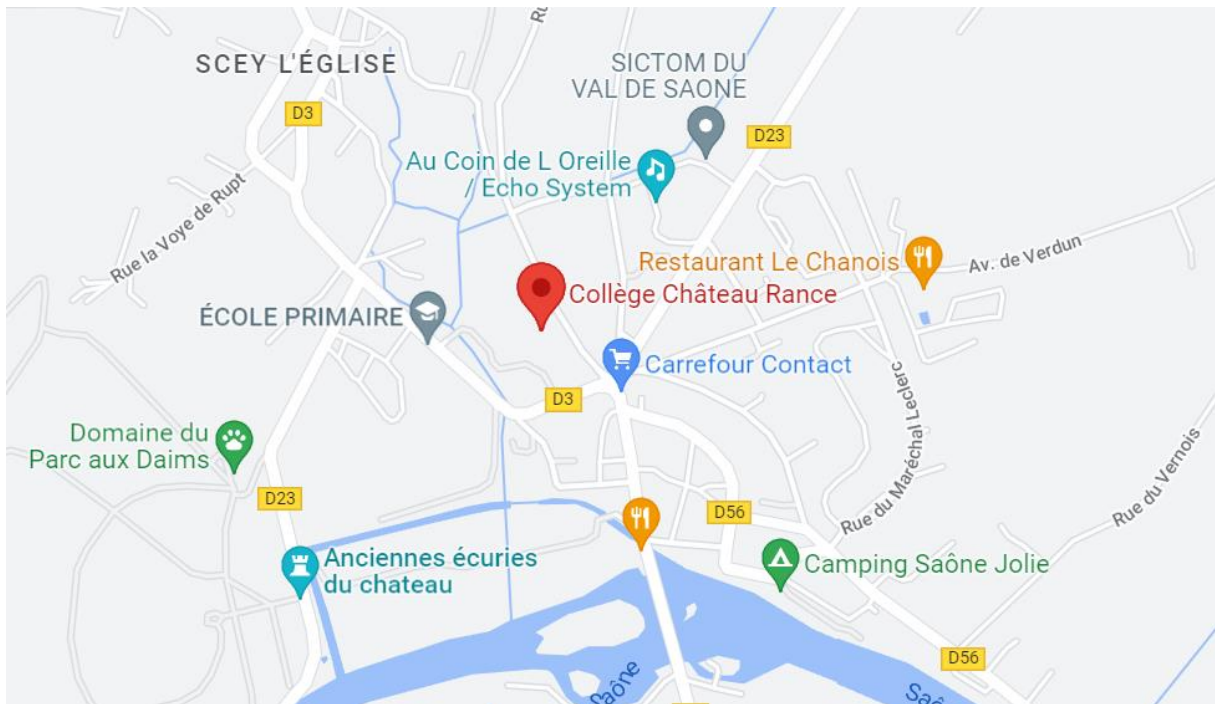 SCEY L'ÉGLISE
SICTOM DU
VAL DE SAONE
D3
D23
Au Coin de L Oreille
/ Echo System
Rue la Voye de Rupt
Restaurant Le Chanois
Av. de Verdun
Collège Château Rance
ÉCOLE PRIMAIRE
Carrefour Contact
D3
Rue du Maréchal Leclerc
Domaine du
Parc aux Daims
Rue du Vernois
D23
D56
Anciennes écuries
du chateau
Camping Saône Jolie
D56
Saône